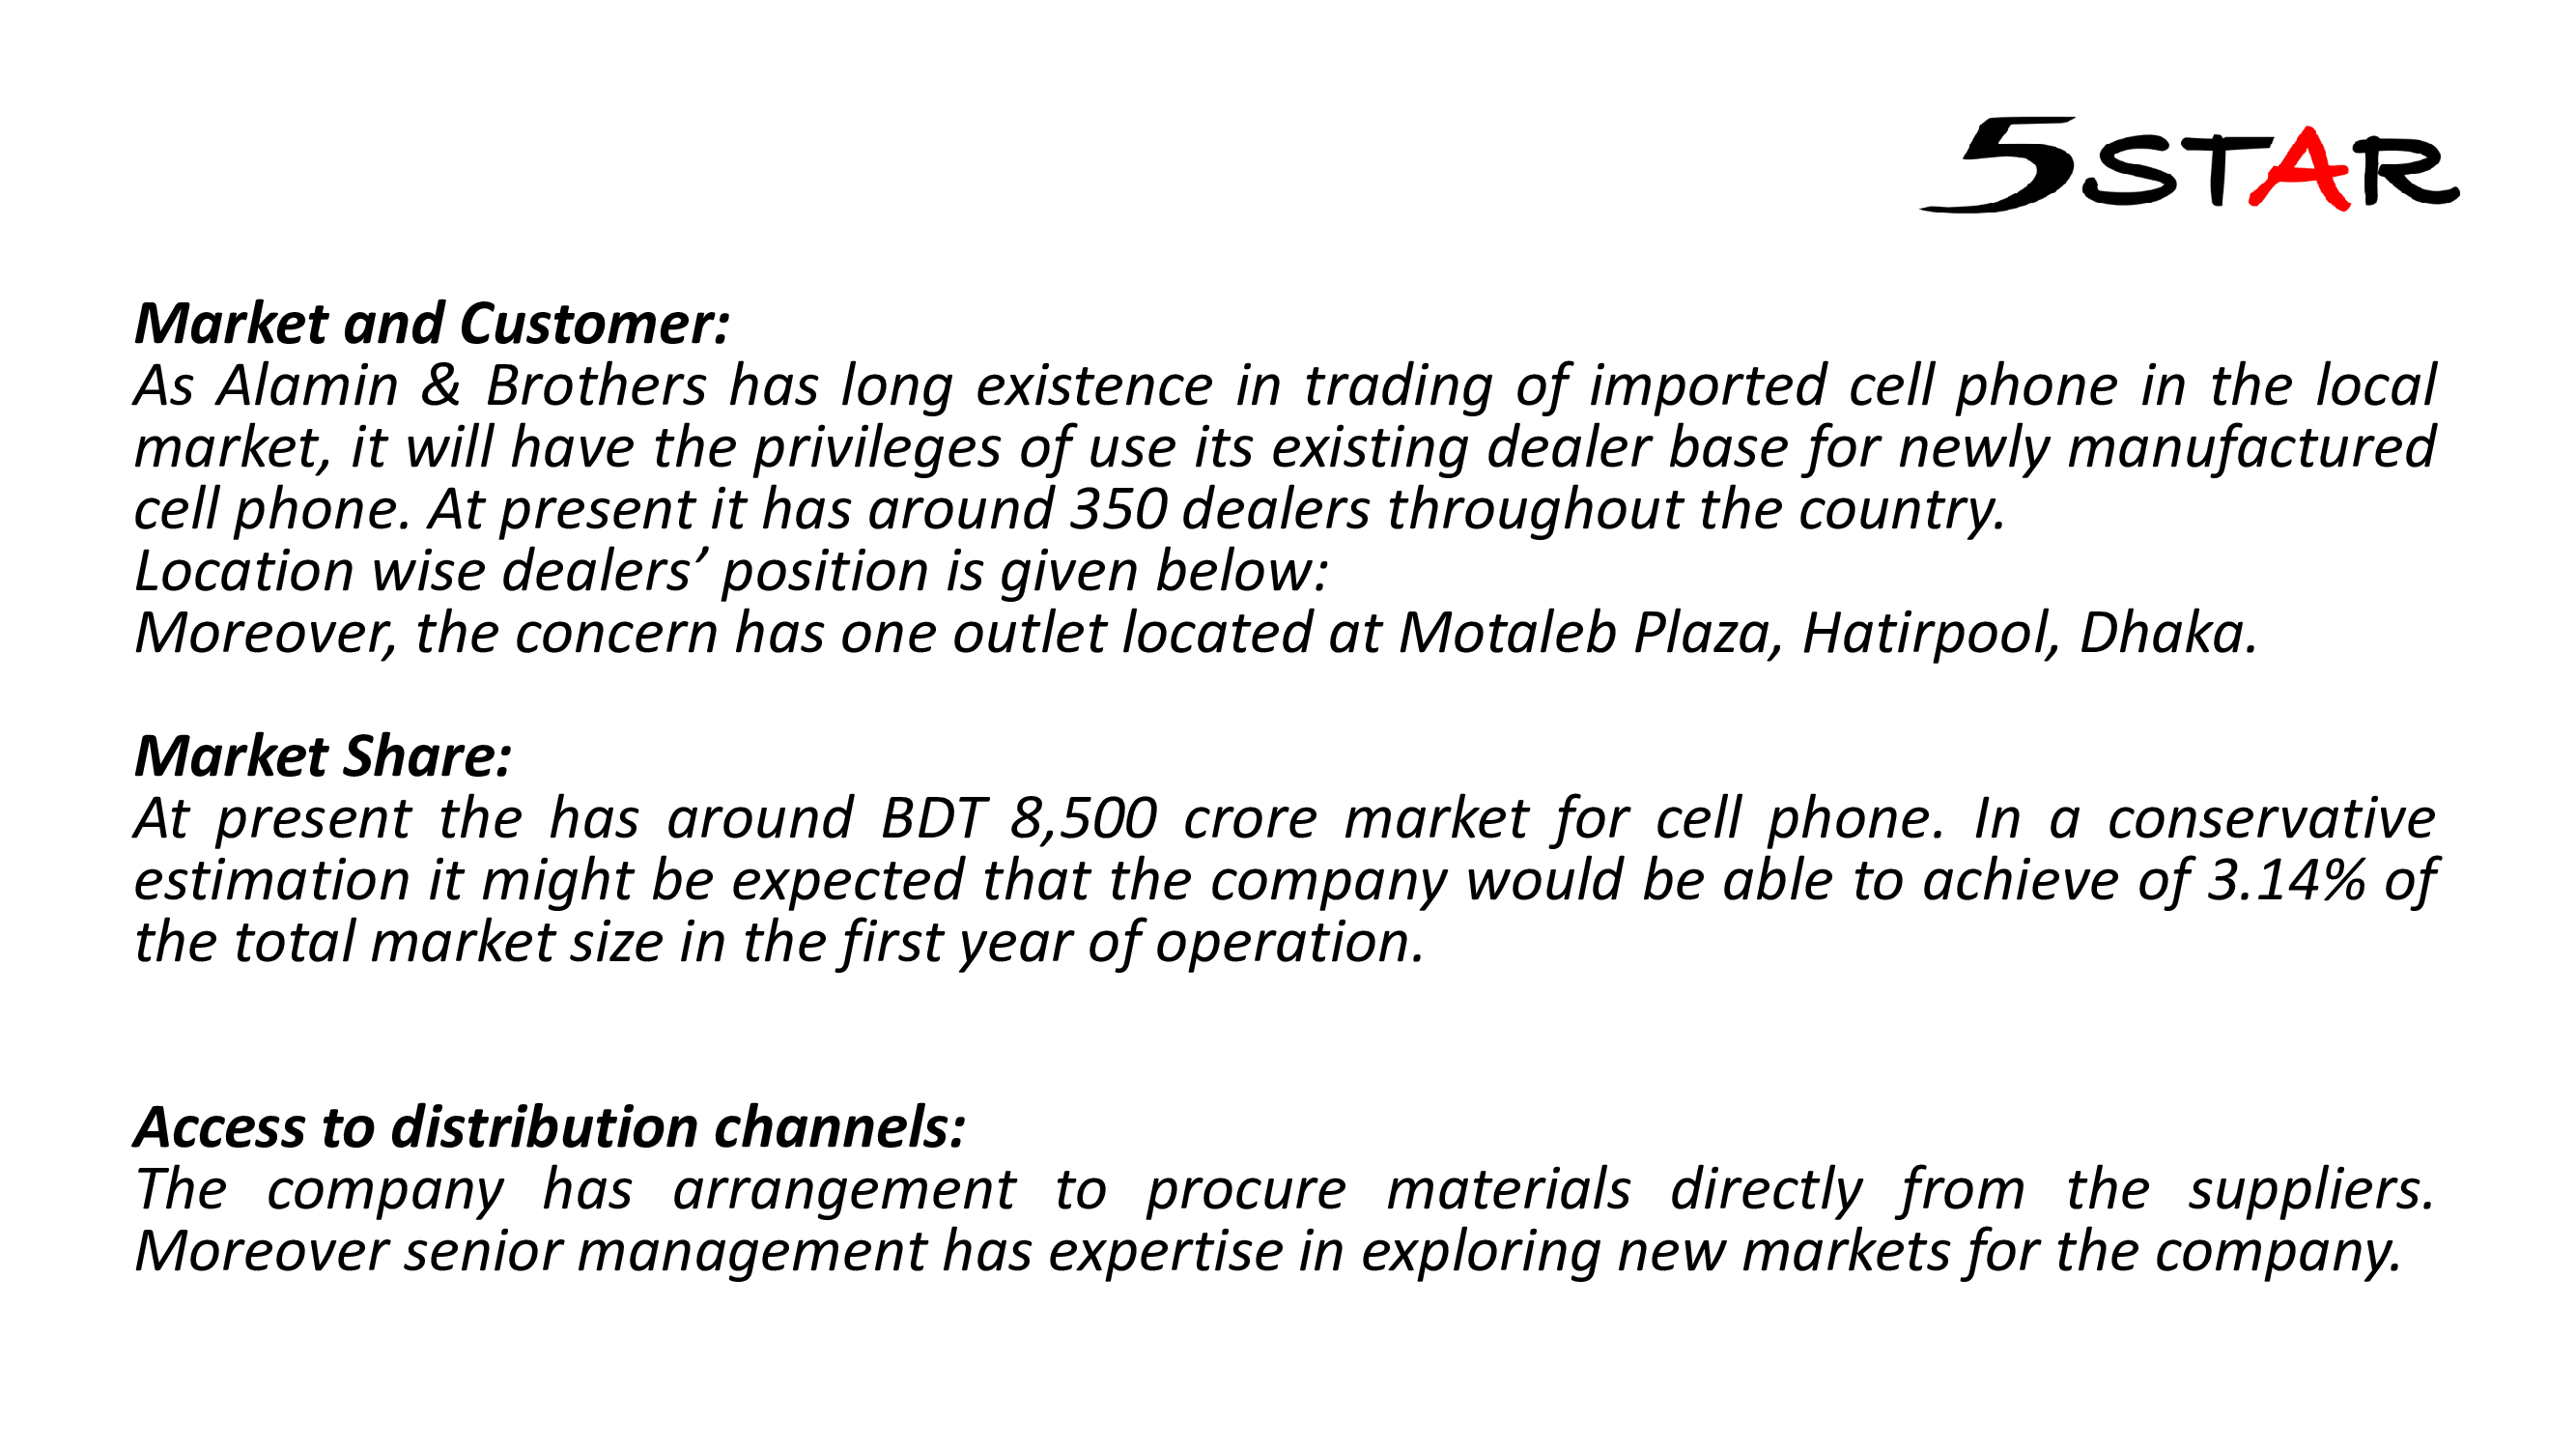 5STAR
Market and Customer:
As Alamin & Brothers has long existence in trading of imported cell phone in the local
market, it will have the privileges of use its existing dealer base for newly manufactured
cell phone. At present it has around 350 dealers throughout the country.
Location wise dealers’ position is given below:
Moreover, the concern has one outlet located at Motaleb Plaza, Hatirpool, Dhaka.
Market Share:
At present the has around BDT 8,500 crore market for cell phone. In a conservative
estimation it might be expected that the company would be able to achieve of 3.14% of
the total market size in the first year of operation.
Access to distribution channels:
The company has arrangement to procure materials directly from the suppliers.
Moreover senior management has expertise in exploring new markets for the company.